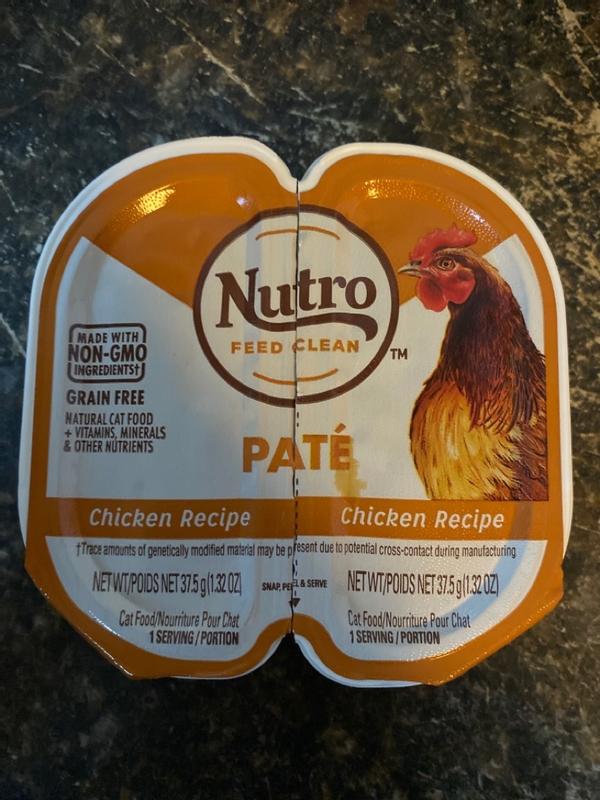 Nutro
FEED CLEAN
TM
MADE WITH
NON-GMO
INGREDIENTS†
GRAIN FREE
NATURAL CAT FOOD
+ VITAMINS, MINERALS
& OTHER NUTRIENTS
PATÉ
Chicken Recipe Chicken Recipe
†Trace amounts of genetically modified material may be present due to potential cross-contact during manufacturing
NET WT/POIDS NET 37.5 g (1.32 OZ) SNAP, PEEL & SERVE NET WT/POIDS NET 37.5 g (1.32 OZ)
Cat Food/Nourriture Pour Chat Cat Food/Nourriture Pour Chat
1 SERVING / PORTION 1 SERVING / PORTION